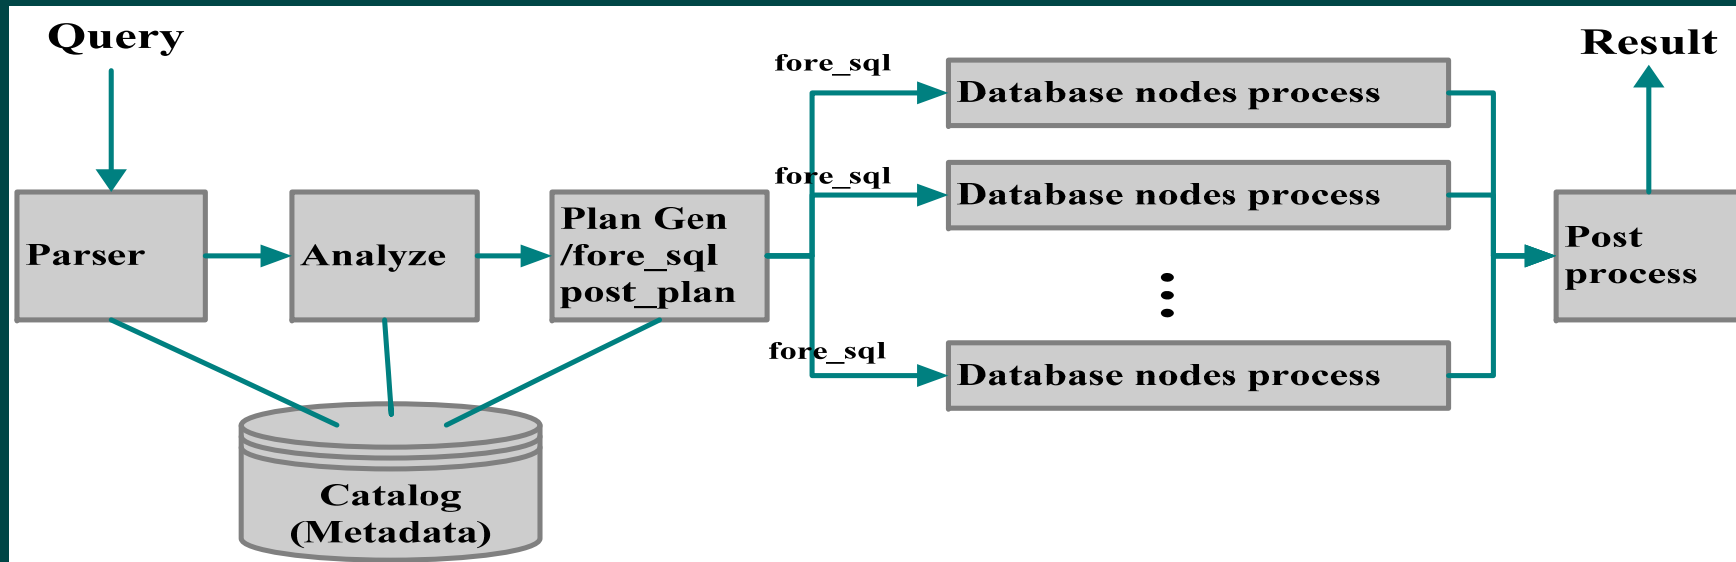 Query
Parser
Analyze
Plan Gen
/fore_sql
post_plan
fore_sql
Database nodes process
fore_sql
Database nodes process
fore_sql
Database nodes process
Post
process
Result
Catalog
(Metadata)